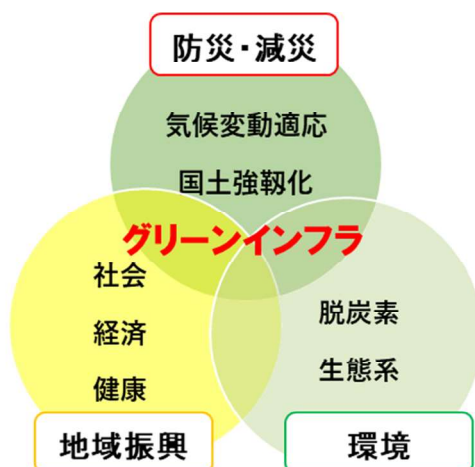 防災・減災
気候変動適応
国土強靱化
グリーンインフラ
社会
経済
健康
脱炭素
生態系
地域振興
環境